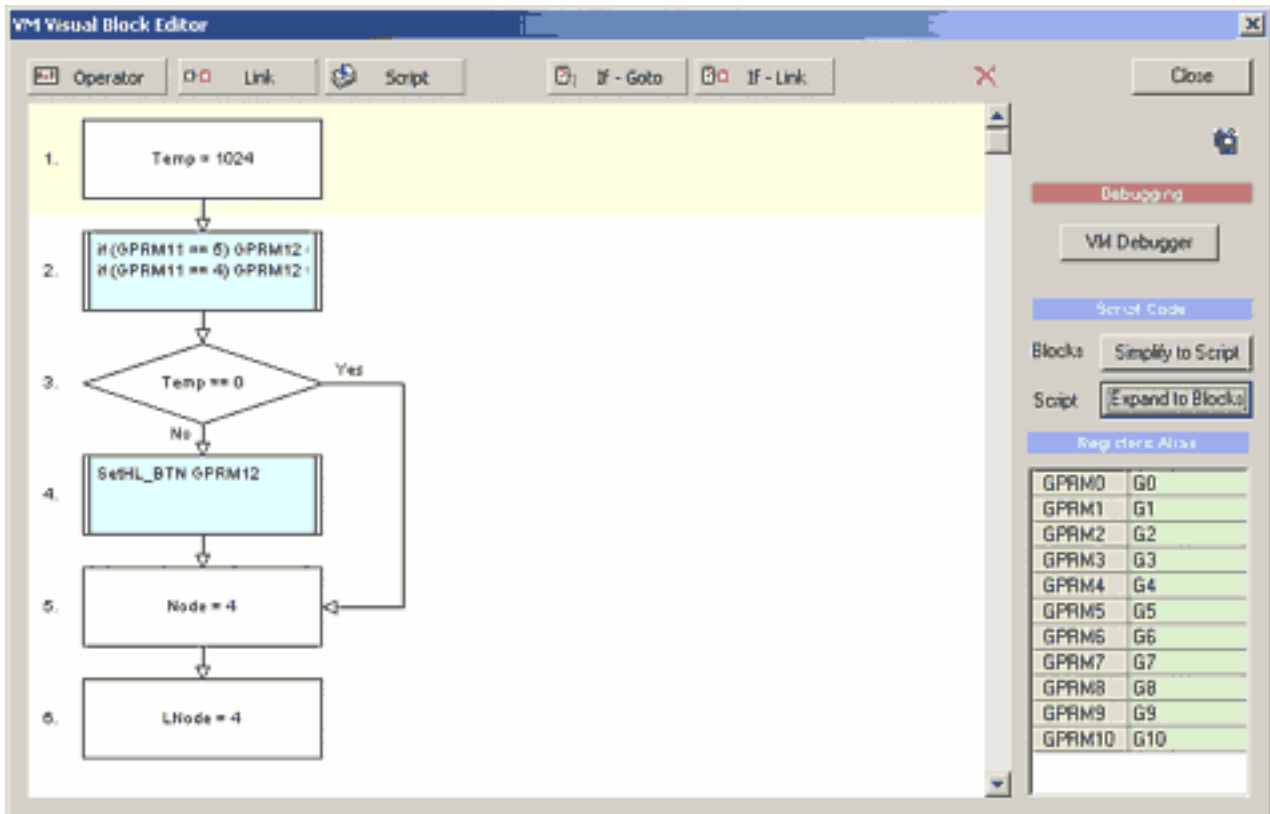 VM Visual Block Editor
Operator
Link
Script
If - Goto
If - Link
Close
1.
Temp = 1024
2.
if (GPRM11 == 6) GPRM12
if (GPRM11 == 4) GPRM12
3.
Temp == 0
Yes
No
4.
SetHL_BTN GPRM12
5.
Node = 4
6.
LNode = 4
Debugging
VM Debugger
Script Code
Blocks
Simplify to Script
Script
Expand to Blocks
Registers Alias
GPRM0 G0
GPRM1 G1
GPRM2 G2
GPRM3 G3
GPRM4 G4
GPRM5 G5
GPRM6 G6
GPRM7 G7
GPRM8 G8
GPRM9 G9
GPRM10 G10